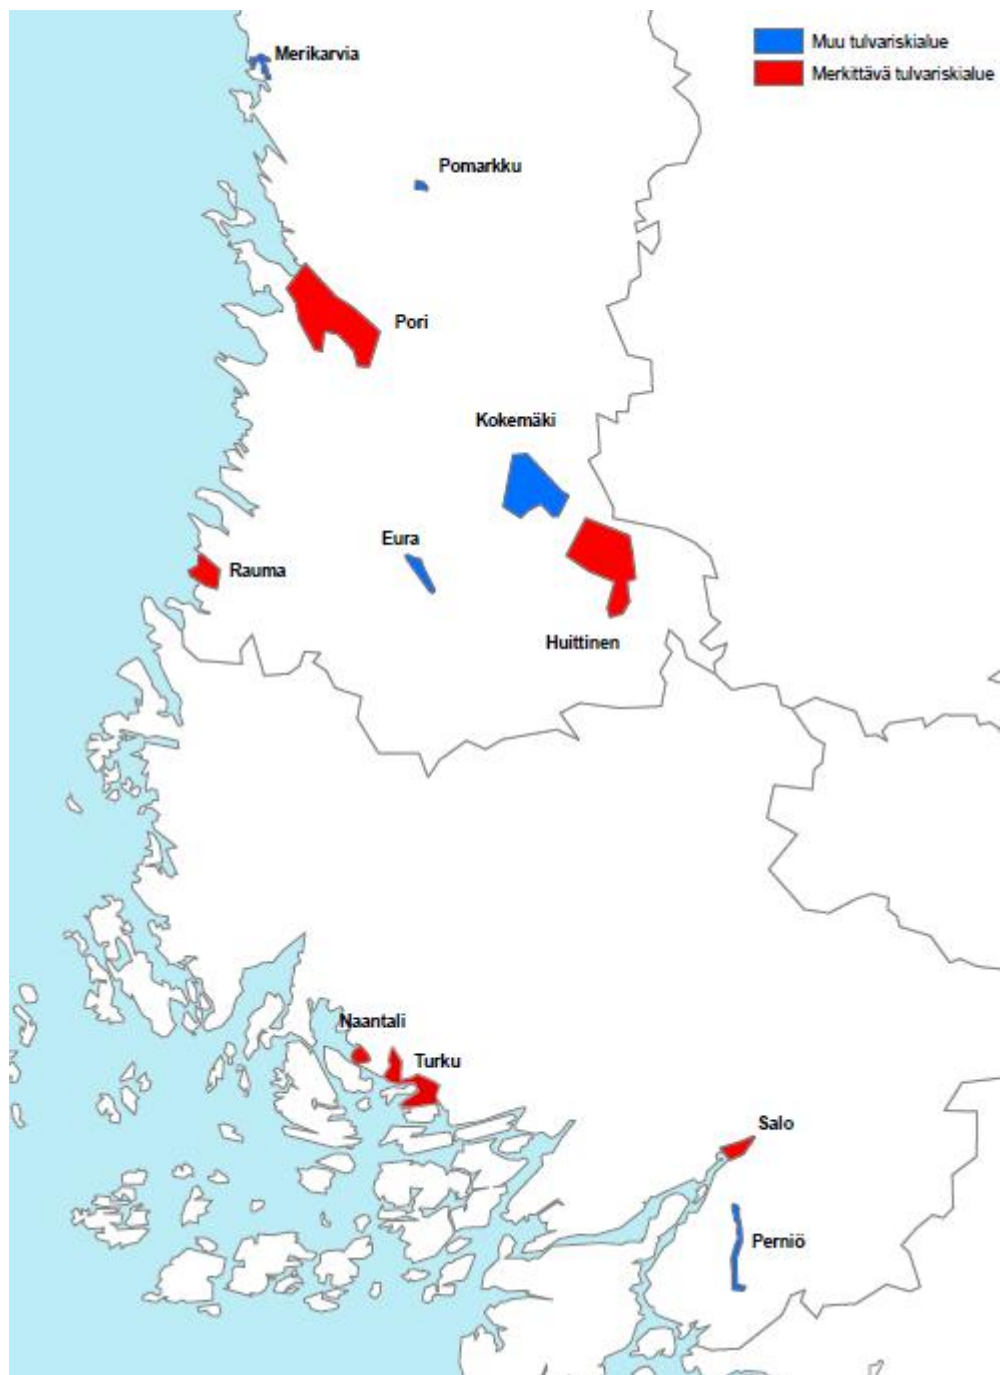 Merikarvia
Muu tulvariskialue
Merkittävä tulvariskialue
Pomarkku
Pori
Kokemäki
Eura
Rauma
Huittinen
Naantali
Turku
Salo
Perniö